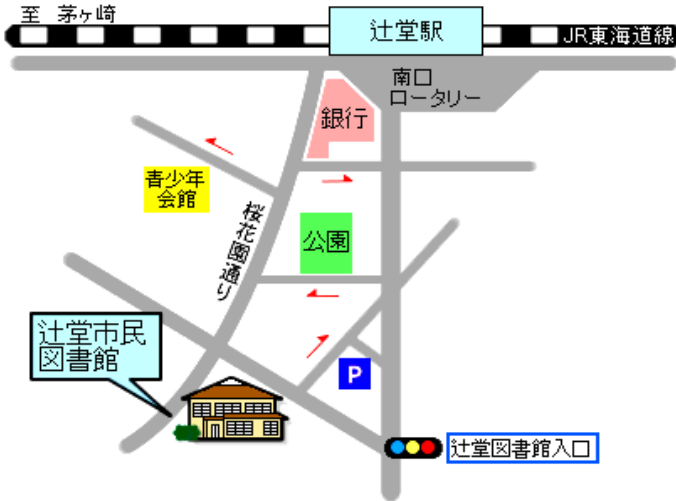 至 茅ヶ崎
辻堂駅
JR東海道線
南口
ロータリー
銀行
青少年
会館
桜花園通り
公園
辻堂市民
図書館
P
辻堂図書館入口